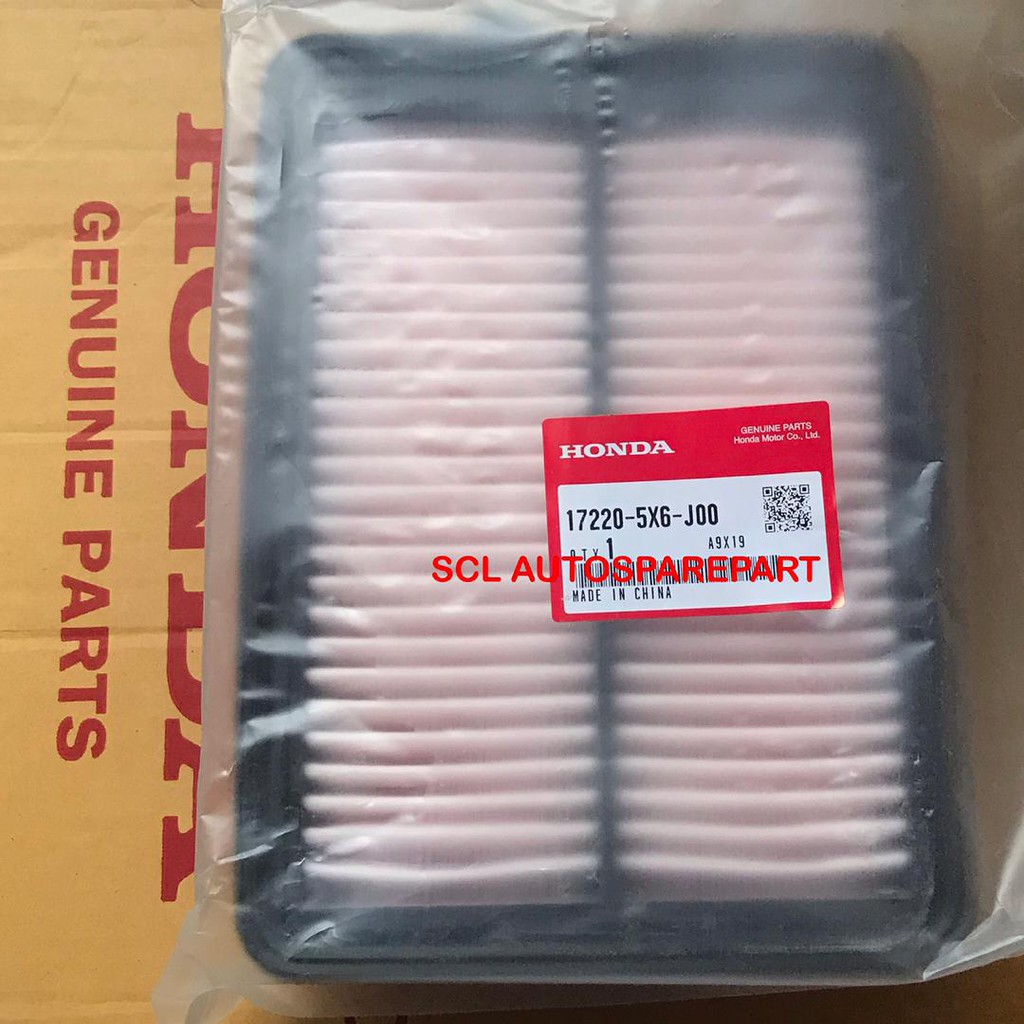 HONDA
GENUINE PARTS
HONDA
GENUINE PARTS
Honda Motor Co., Ltd.
17220-5X6-J00
QTY 1
A9X19
SCL AUTOSPAREPART
MADE IN CHINA